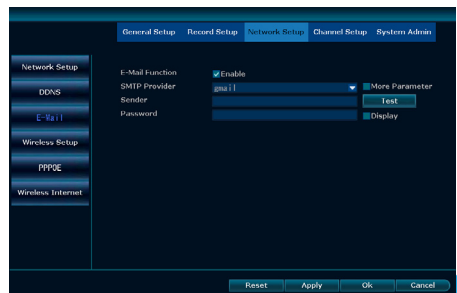 General Setup Record Setup Network Setup Channel Setup System Admin
Network Setup
DDNS
E-Mail
Wireless Setup
PPPOE
Wireless Internet
E-Mail Function Enable
SMTP Provider gmail More Parameter
Sender Test
Password Display
Reset Apply Ok Cancel